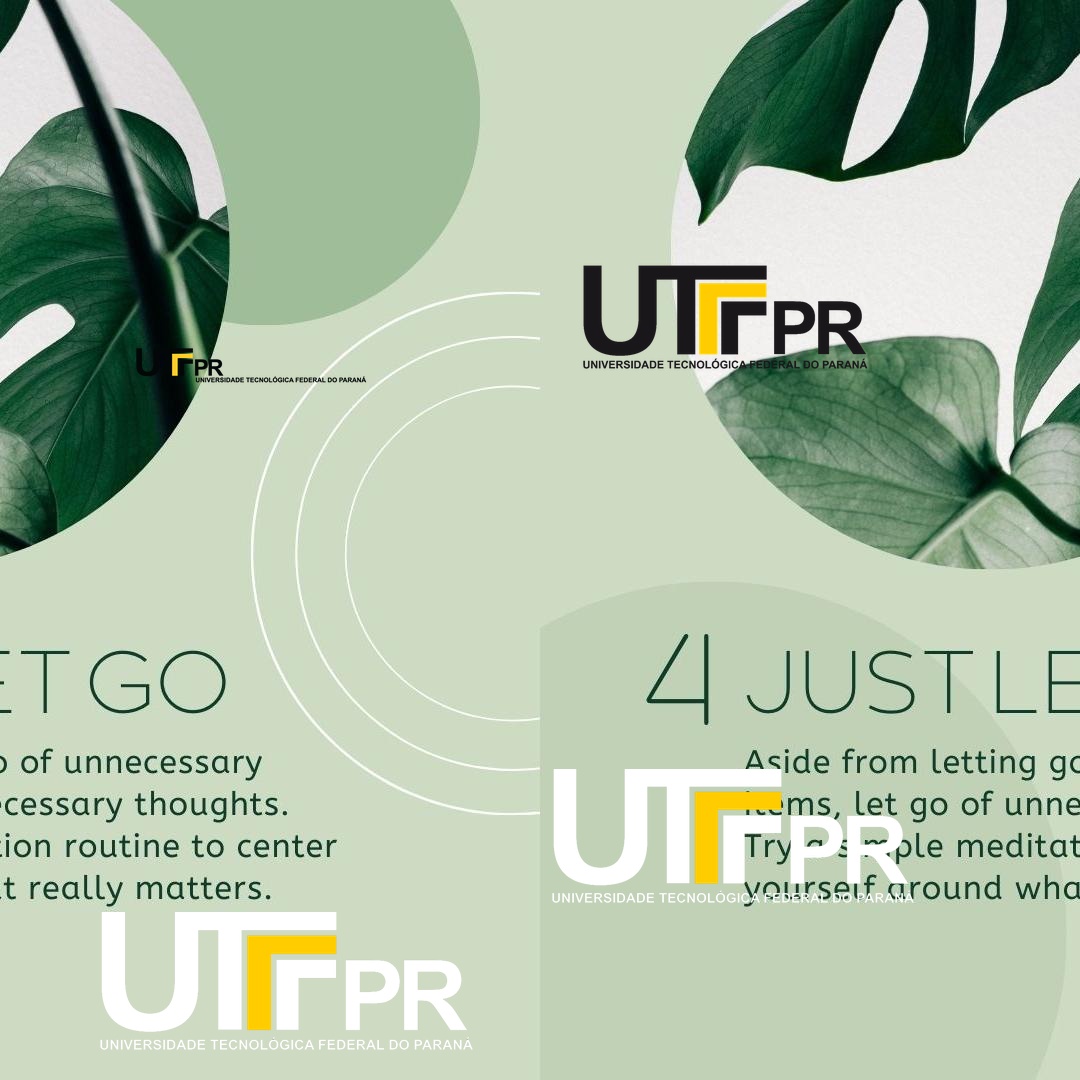 UTFPR
UNIVERSIDADE TECNOLÓGICA FEDERAL DO PARANÁ
ET GO
o of unnecessary
ecessary thoughts.
tion routine to center
t really matters.
UTFPR
UNIVERSIDADE TECNOLÓGICA FEDERAL DO PARANÁ
UTFPR
UNIVERSIDADE TECNOLÓGICA FEDERAL DO PARANÁ
4 JUST LE
Aside from letting go
items, let go of unne
Try a simple meditat
yourself around wha
UTFPR
UNIVERSIDADE TECNOLÓGICA FEDERAL DO PARANÁ